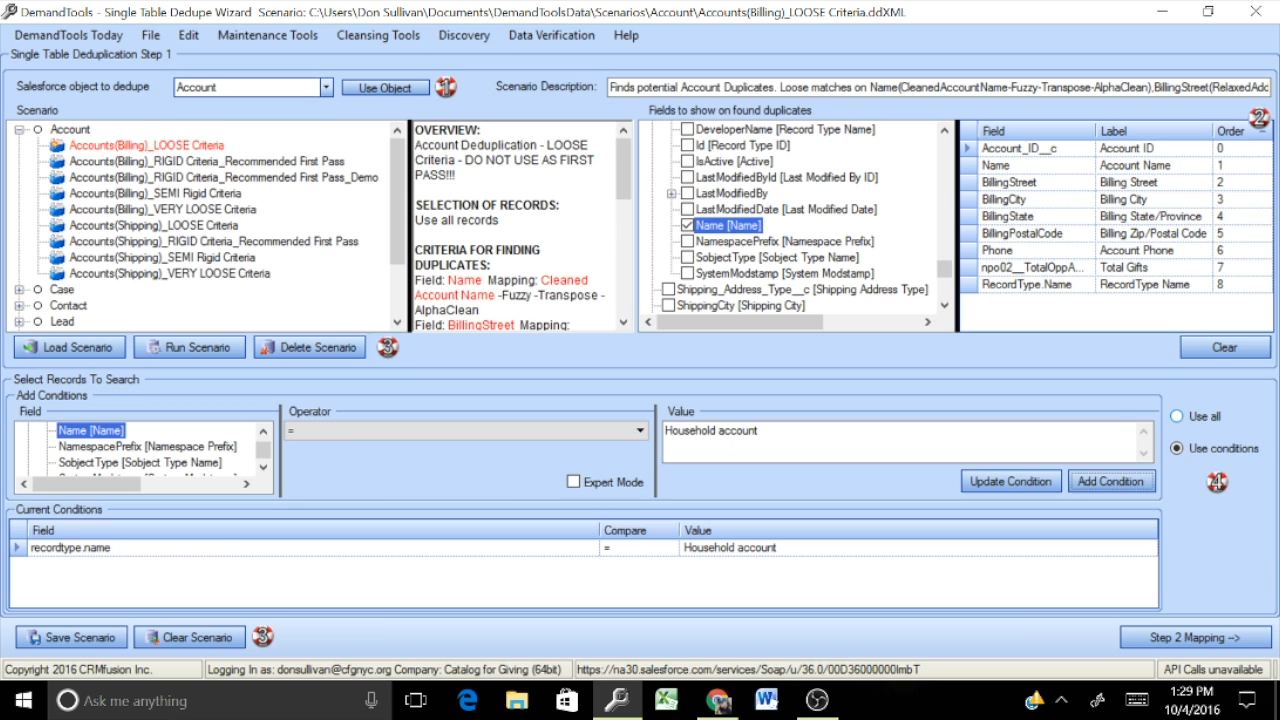 DemandTools - Single Table Dedupe Wizard Scenario: C:\Users\Don Sullivan\Documents\DemandToolsData\Scenarios\Account\Accounts(Billing)_LOOSE Criteria.ddXML
DemandTools Today File Edit Maintenance Tools Cleansing Tools Discovery Data Verification Help
Single Table Deduplication Step 1
Salesforce object to dedupe Account Use Object 1 Scenario Description: Finds potential Account Duplicates. Loose matches on Name(CleanedAccountName-Fuzzy-Transpose-AlphaClean),BillingStreet(RelaxedAdd
Scenario
Account
Accounts(Billing)_LOOSE Criteria
Accounts(Billing)_RIGID Criteria_Recommended First Pass
Accounts(Billing)_RIGID Criteria_Recommended First Pass_Demo
Accounts(Billing)_SEMI Rigid Criteria
Accounts(Billing)_VERY LOOSE Criteria
Accounts(Shipping)_LOOSE Criteria
Accounts(Shipping)_RIGID Criteria_Recommended First Pass
Accounts(Shipping)_SEMI Rigid Criteria
Accounts(Shipping)_VERY LOOSE Criteria
Case
Contact
Lead
OVERVIEW:
Account Deduplication - LOOSE
Criteria - DO NOT USE AS FIRST
PASS!!!
SELECTION OF RECORDS:
Use all records
CRITERIA FOR FINDING
DUPLICATES:
Field: Name Mapping: Cleaned
Account Name -Fuzzy -Transpose -
AlphaClean
Field: BillingStreet Mapping:
Fields to show on found duplicates
DeveloperName [Record Type Name]
Id [Record Type ID]
IsActive [Active]
LastModifiedById [Last Modified By ID]
LastModifiedBy
LastModifiedDate [Last Modified Date]
Name [Name]
NamespacePrefix [Namespace Prefix]
SobjectType [Sobject Type Name]
SystemModstamp [System Modstamp]
Shipping_Address_Type__c [Shipping Address Type]
ShippingCity [Shipping City]
2
Field Label Order
Account_ID__c Account ID 0
Name Account Name 1
BillingStreet Billing Street 2
BillingCity Billing City 3
BillingState Billing State/Province 4
BillingPostalCode Billing Zip/Postal Code 5
Phone Account Phone 6
npo02__TotalOppA... Total Gifts 7
RecordType.Name RecordType Name 8
Load Scenario Run Scenario Delete Scenario 3 Clear
Select Records To Search
Add Conditions
Field Operator Value
Name [Name]
NamespacePrefix [Namespace Prefix]
SobjectType [Sobject Type Name]
=
Expert Mode
Household account
Update Condition Add Condition
Use all
Use conditions
4
Current Conditions
Field Compare Value
recordtype.name = Household account
Save Scenario Clear Scenario 3 Step 2 Mapping -->
Copyright 2016 CRMfusion Inc. Logging In as: donsullivan@cfgnyc.org Company: Catalog for Giving (64bit) https://na30.salesforce.com/services/Soap/u/36.0/00D36000000lmbT API Calls unavailable
Ask me anything
1:29 PM
10/4/2016